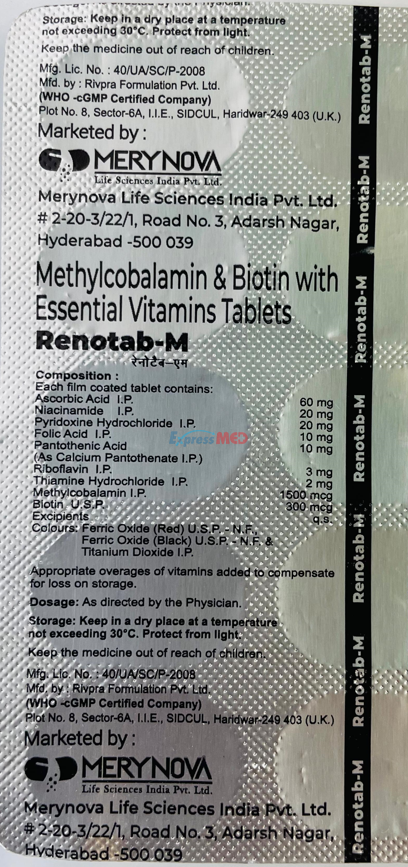 Storage: Keep in a dry place at a temperature
not exceeding 30°C. Protect from light.
Keep the medicine out of reach of children.
Mfg. Lic. No. : 40/UA/SC/P-2008
Mfd. by : Rivpra Formulation Pvt. Ltd.
(WHO -cGMP Certified Company)
Plot No. 8, Sector-6A, I.I.E., SIDCUL, Haridwar-249 403 (U.K.)
Marketed by :
MERYNOVA
Life Sciences India Pvt. Ltd.
Merynova Life Sciences India Pvt. Ltd.
# 2-20-3/22/1, Road No. 3, Adarsh Nagar,
Hyderabad -500 039
Methylcobalamin & Biotin with
Essential Vitamins Tablets
Renotab-M
रेनोटैब-एम
Composition :
Each film coated tablet contains:
Ascorbic Acid I.P. 60 mg
Niacinamide I.P. 20 mg
Pyridoxine Hydrochloride I.P. 20 mg
Folic Acid I.P. 10 mg
Pantothenic Acid 10 mg
(As Calcium Pantothenate I.P.)
Riboflavin I.P. 3 mg
Thiamine Hydrochloride I.P. 2 mg
Methylcobalamin I.P. 1500 mcg
Biotin U.S.P. 300 mcg
Excipients q.s.
Colours: Ferric Oxide (Red) U.S.P - N.F,
Ferric Oxide (Black) U.S.P - N.F. &
Titanium Dioxide I.P.
Appropriate overages of vitamins added to compensate
for loss on storage.
Dosage: As directed by the Physician.
Storage: Keep in a dry place at a temperature
not exceeding 30°C. Protect from light.
Keep the medicine out of reach of children.
Mfg. Lic. No. : 40/UA/SC/P-2008
Mfd. by : Rivpra Formulation Pvt. Ltd.
(WHO -cGMP Certified Company)
Plot No. 8, Sector-6A, I.I.E., SIDCUL, Haridwar-249 403 (U.K.)
Marketed by :
MERYNOVA
Life Sciences India Pvt. Ltd.
Merynova Life Sciences India Pvt. Ltd.
# 2-20-3/22/1, Road No. 3, Adarsh Nagar,
Hyderabad -500 039
Renotab-M
Renotab-M
Renotab-M
Renotab-M
Renotab-M
Renotab-M
Renotab-M
Express MED